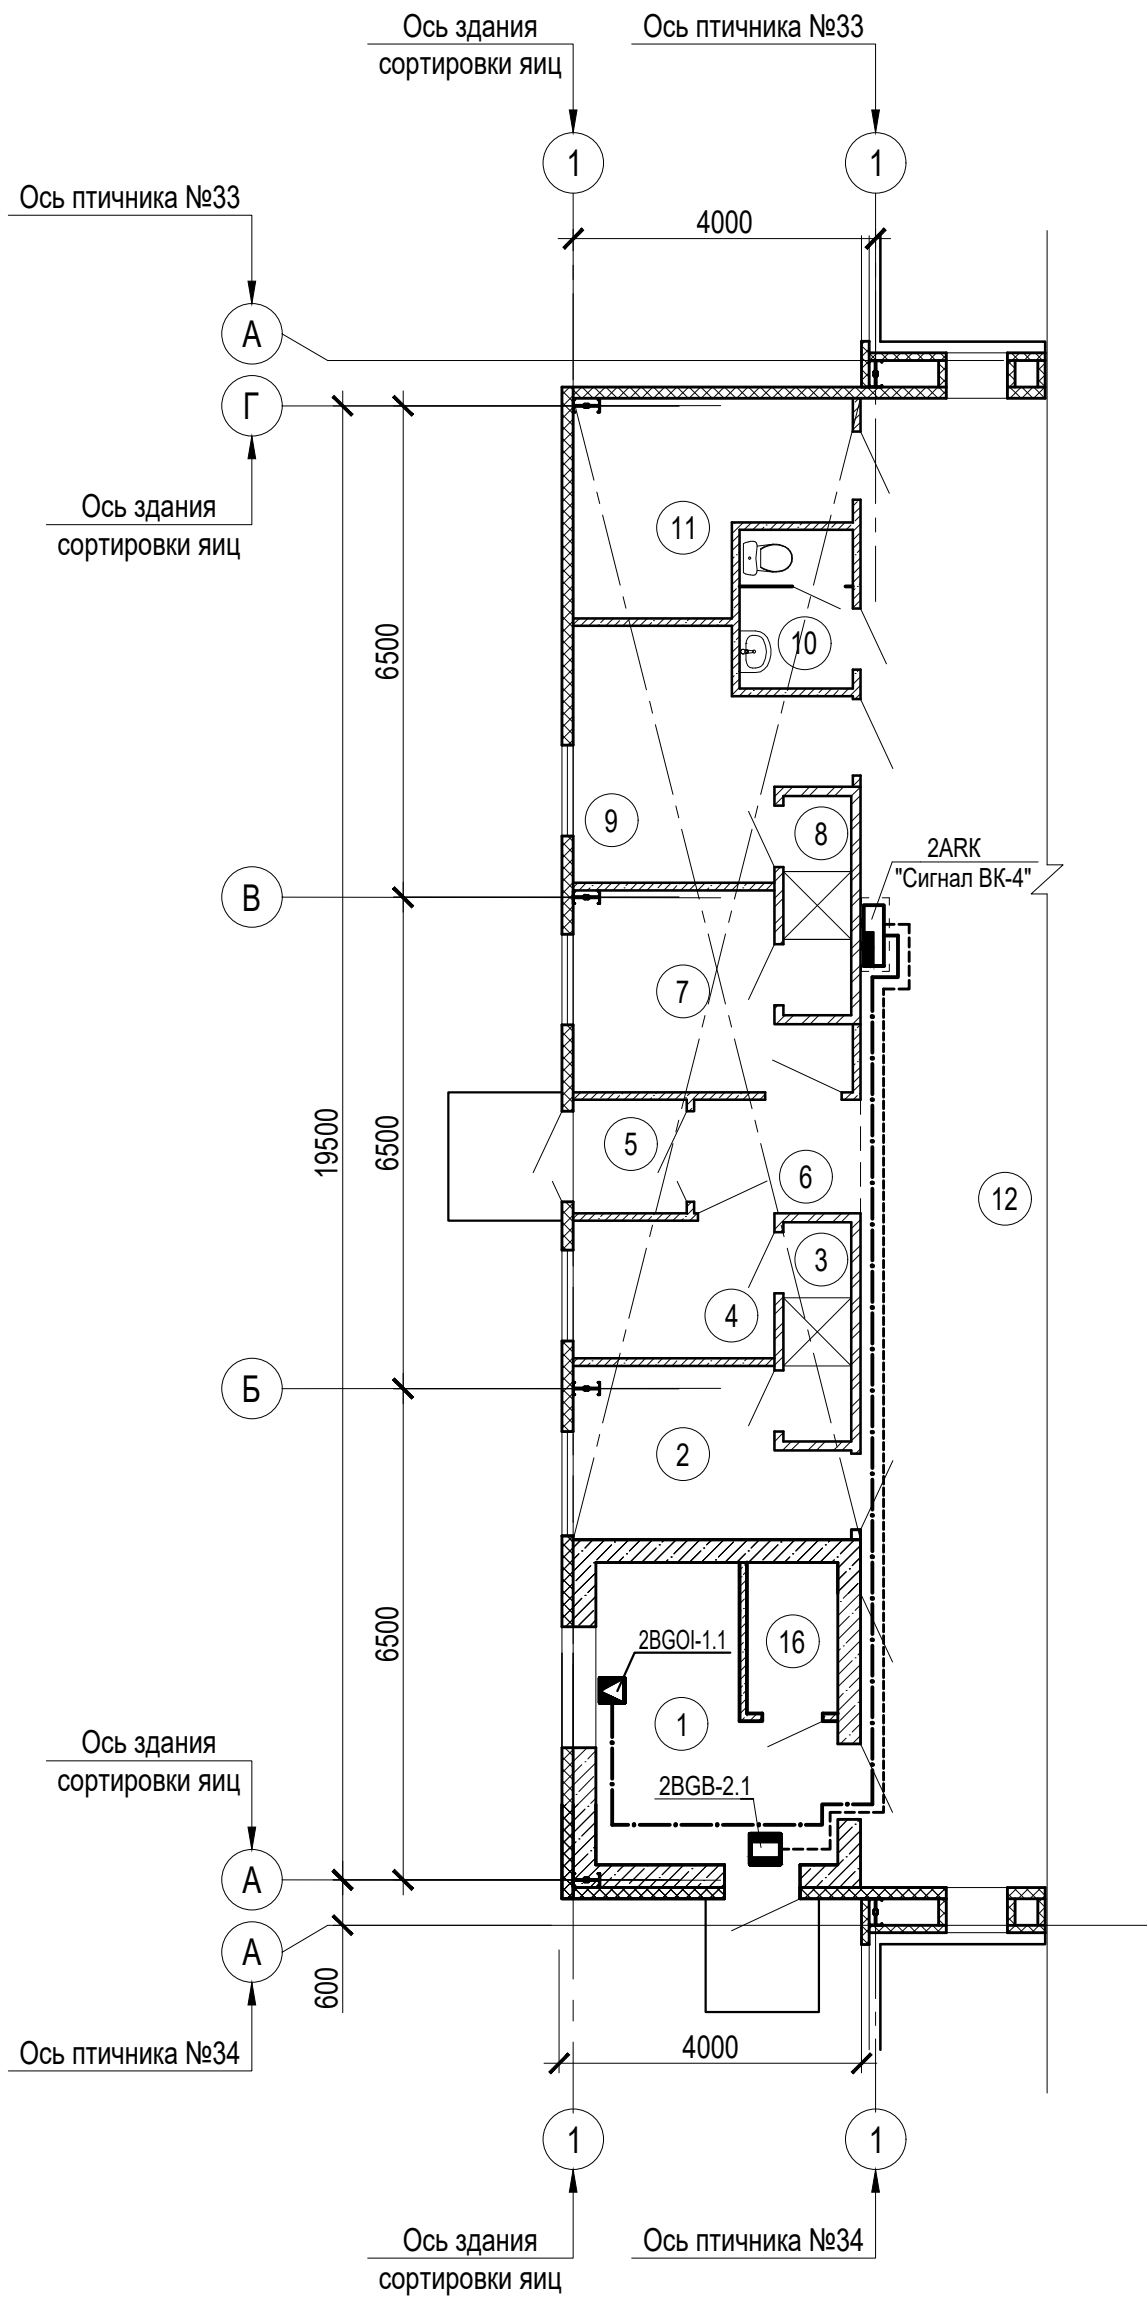 Ось здания
сортировки яиц
Ось птичника №33
1
1
Ось птичника №33
4000
А
Г
Ось здания
сортировки яиц
11
10
6500
9
8
2ARK
"Сигнал ВК-4"
В
7
19500
6500
5
6
12
3
4
Б
2
6500
16
2BGOI-1.1
1
Ось здания
сортировки яиц
2BGB-2.1
А
А
600
Ось птичника №34
4000
1
1
Ось здания
сортировки яиц
Ось птичника №34